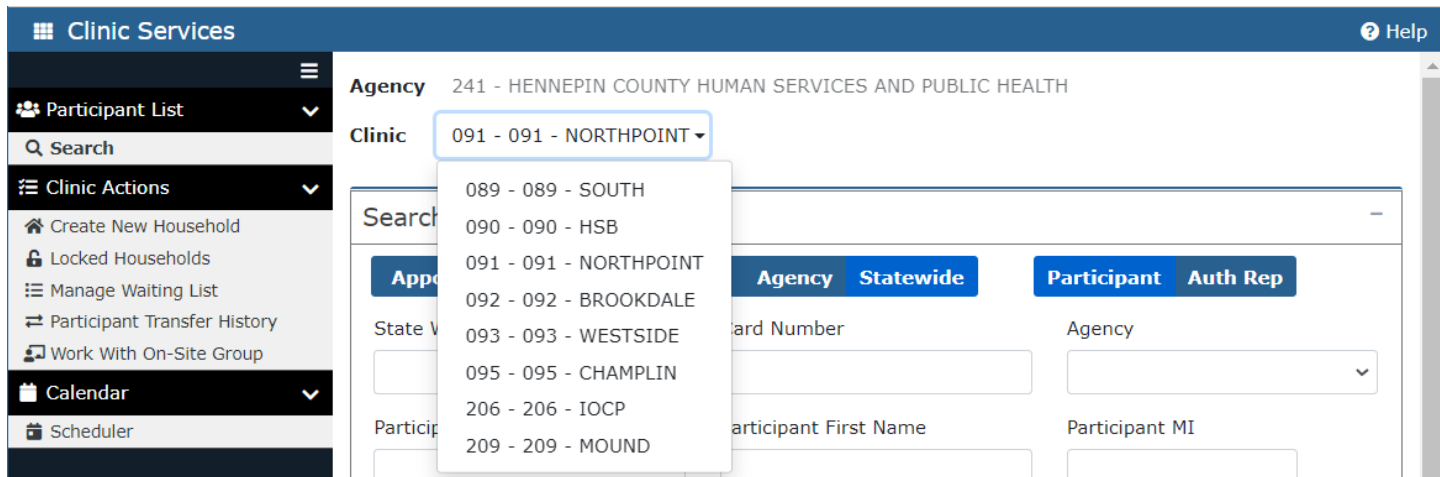 Clinic Services
Help
Participant List
Search
Clinic Actions
Create New Household
Locked Households
Manage Waiting List
Participant Transfer History
Work With On-Site Group
Calendar
Scheduler
Agency 241 - HENNEPIN COUNTY HUMAN SERVICES AND PUBLIC HEALTH
Clinic 091 - 091 - NORTHPOINT
089 - 089 - SOUTH
090 - 090 - HSB
091 - 091 - NORTHPOINT
092 - 092 - BROOKDALE
093 - 093 - WESTSIDE
095 - 095 - CHAMPLIN
206 - 206 - IOCP
209 - 209 - MOUND
Search
Agency Statewide Participant Auth Rep
State Number Agency
First Name Participant MI